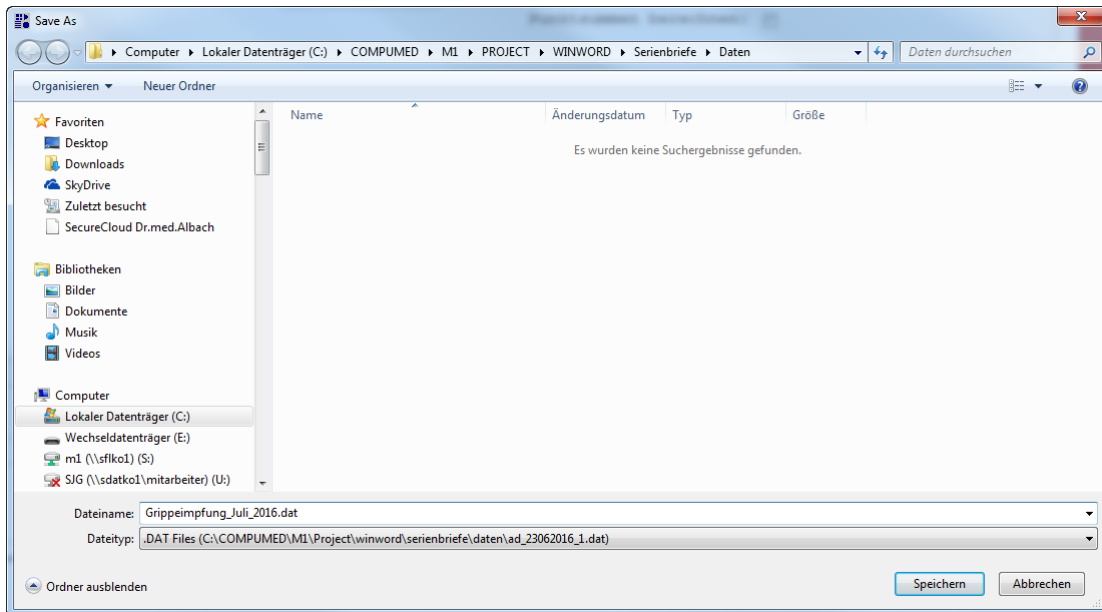 Save As
Computer ▸ Lokaler Datenträger (C:) ▸ COMPUMED ▸ M1 ▸ PROJECT ▸ WINWORD ▸ Serienbriefe ▸ Daten
Daten durchsuchen
Organisieren Neuer Ordner
Name Änderungsdatum Typ Größe
Es wurden keine Suchergebnisse gefunden.
Favoriten
Desktop
Downloads
SkyDrive
Zuletzt besucht
SecureCloud Dr.med.Albach
Bibliotheken
Bilder
Dokumente
Musik
Videos
Computer
Lokaler Datenträger (C:)
Wechseldatenträger (E:)
m1 (\\sflko1) (S:)
SJG (\\sdatko1\mitarbeiter) (U:)
Dateiname: Grippeimpfung_Juli_2016.dat
Dateityp: .DAT Files (C:\COMPUMED\M1\Project\winword\serienbriefe\daten\ad_23062016_1.dat)
Ordner ausblenden
Speichern Abbrechen